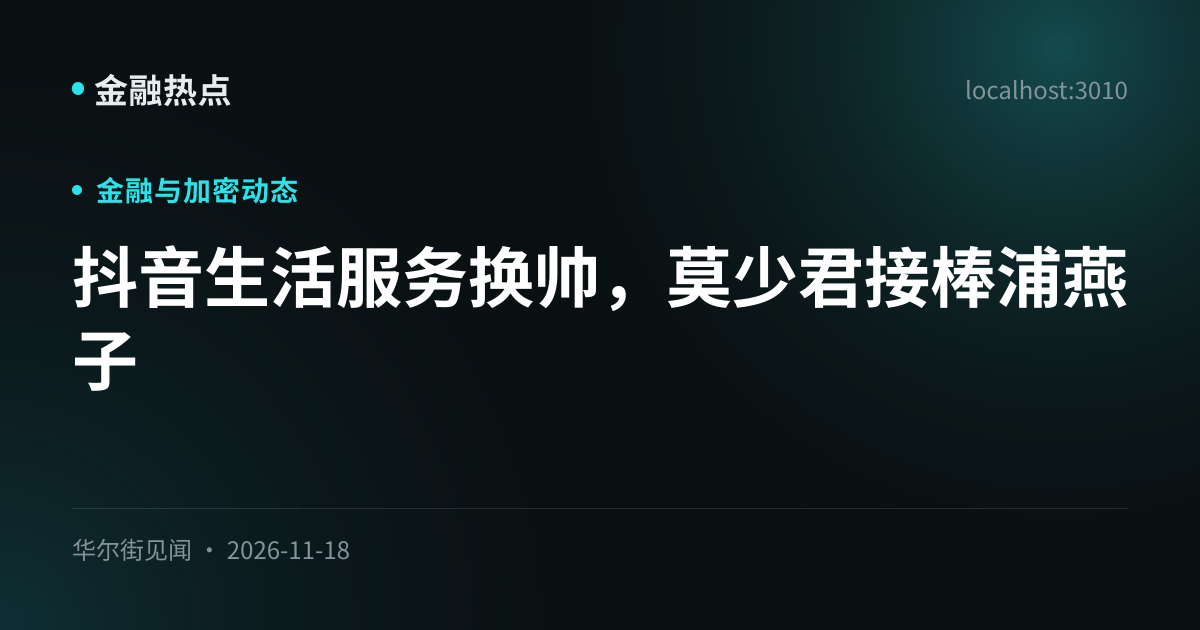 金融热点
localhost:3010
金融与加密动态
抖音生活服务换帅，莫少君接棒浦燕
子
华尔街见闻 · 2026-11-18